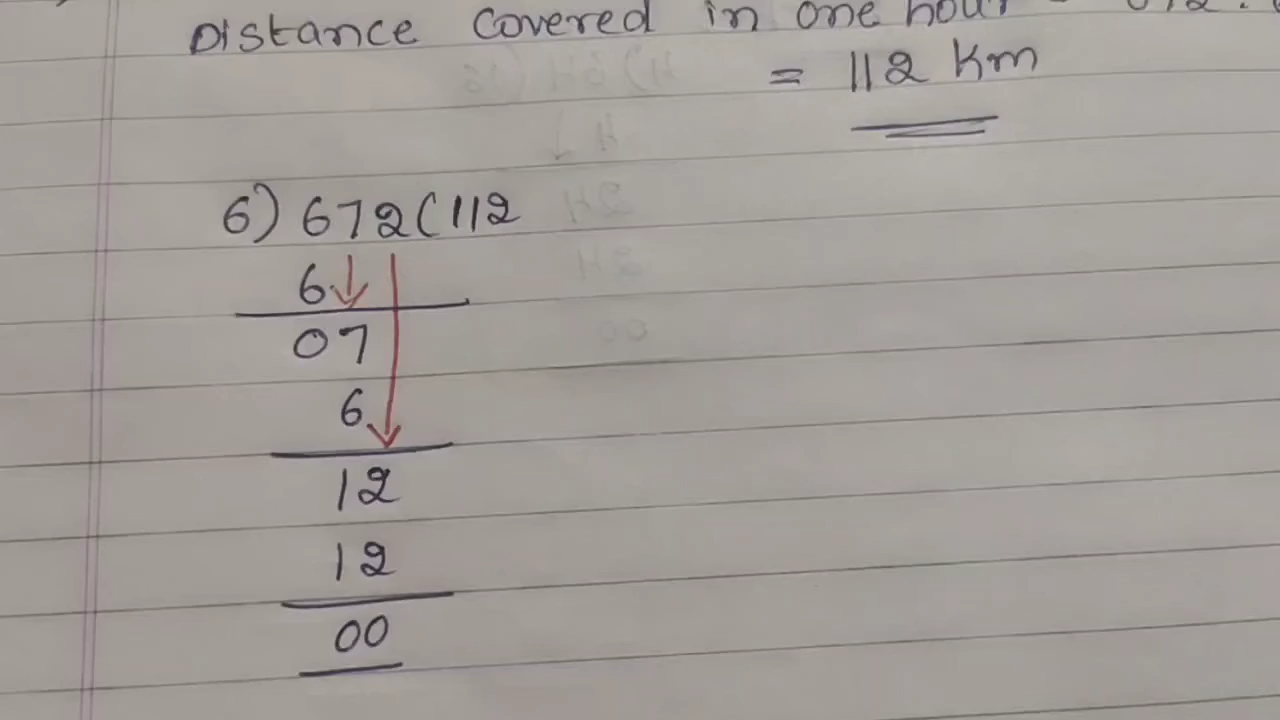 Distance covered in one hour
= 112 Km
6) 672 (112
6
07
6
12
12
00